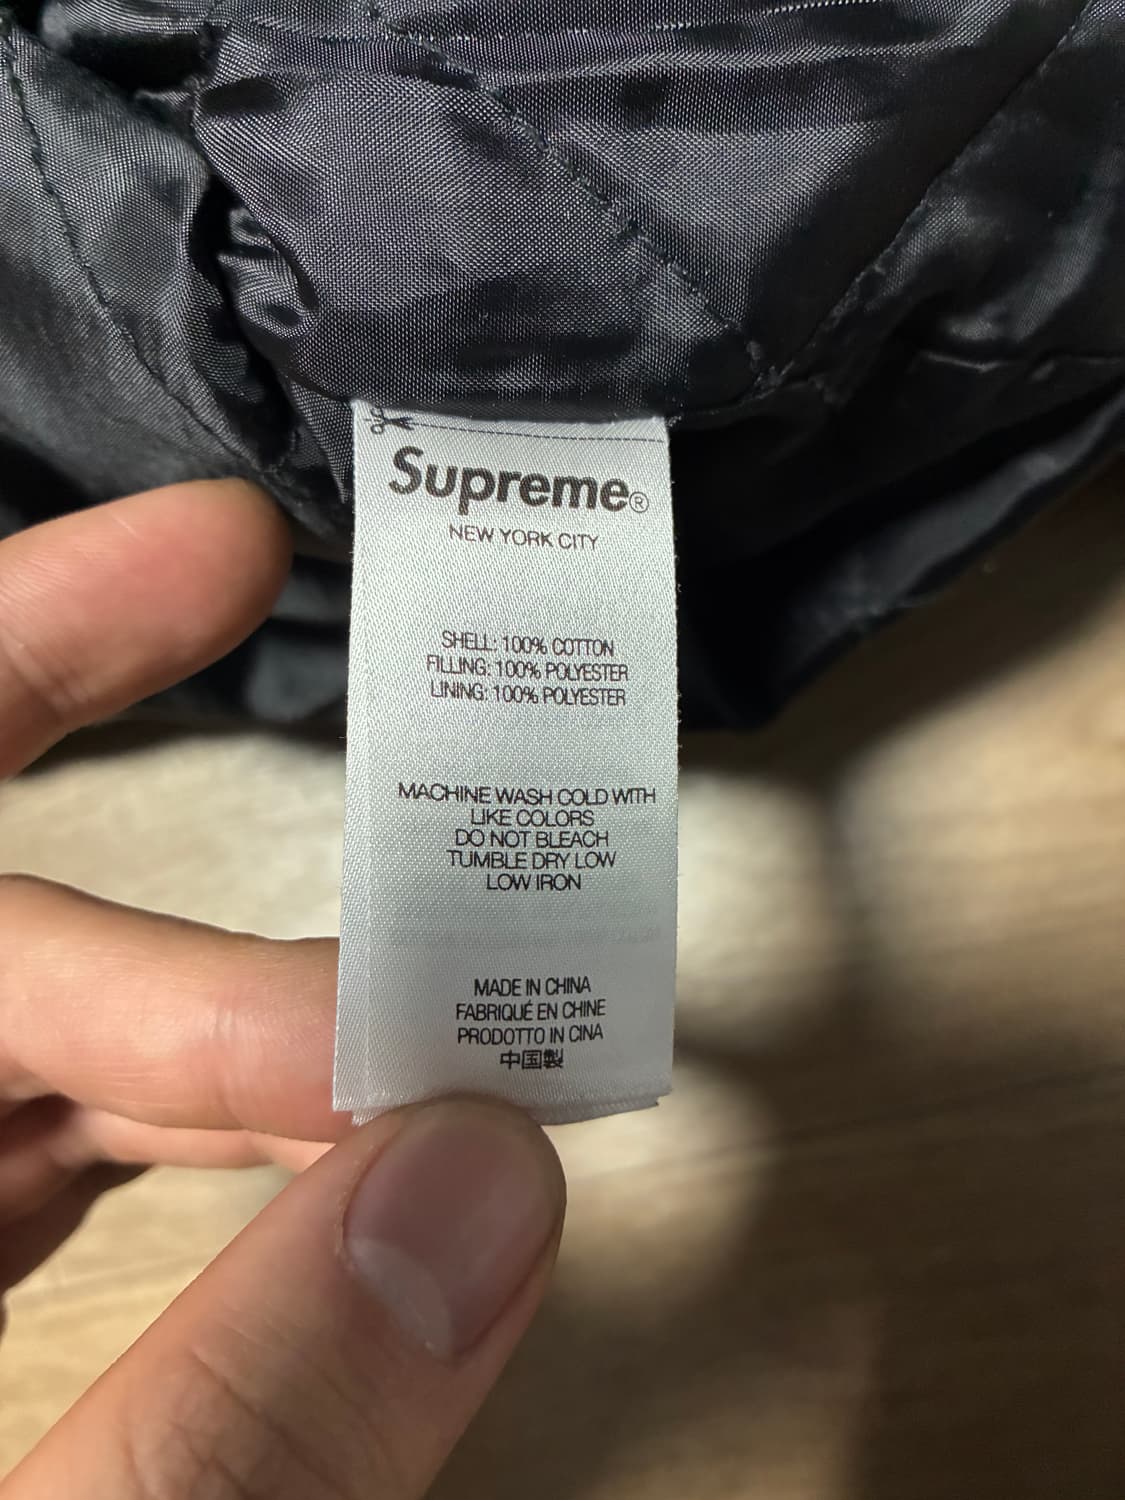 Supreme®
NEW YORK CITY
SHELL: 100% COTTON
FILLING: 100% POLYESTER
LINING: 100% POLYESTER
MACHINE WASH COLD WITH
LIKE COLORS
DO NOT BLEACH
TUMBLE DRY LOW
LOW IRON
MADE IN CHINA
FABRIQUÉ EN CHINE
PRODOTTO IN CINA
中国製